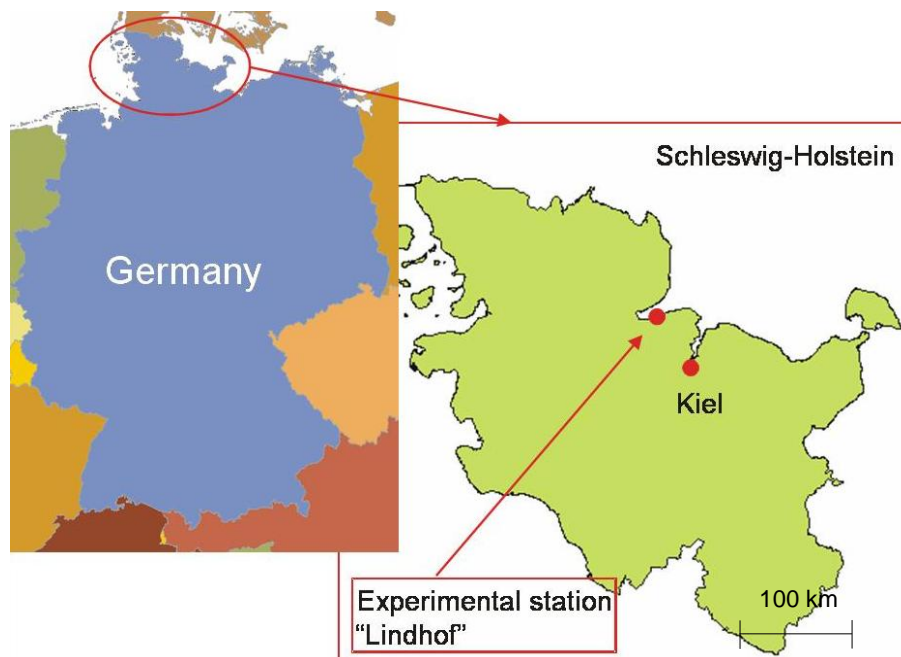 Schleswig-Holstein
Germany
Kiel
Experimental station
“Lindhof”
100 km